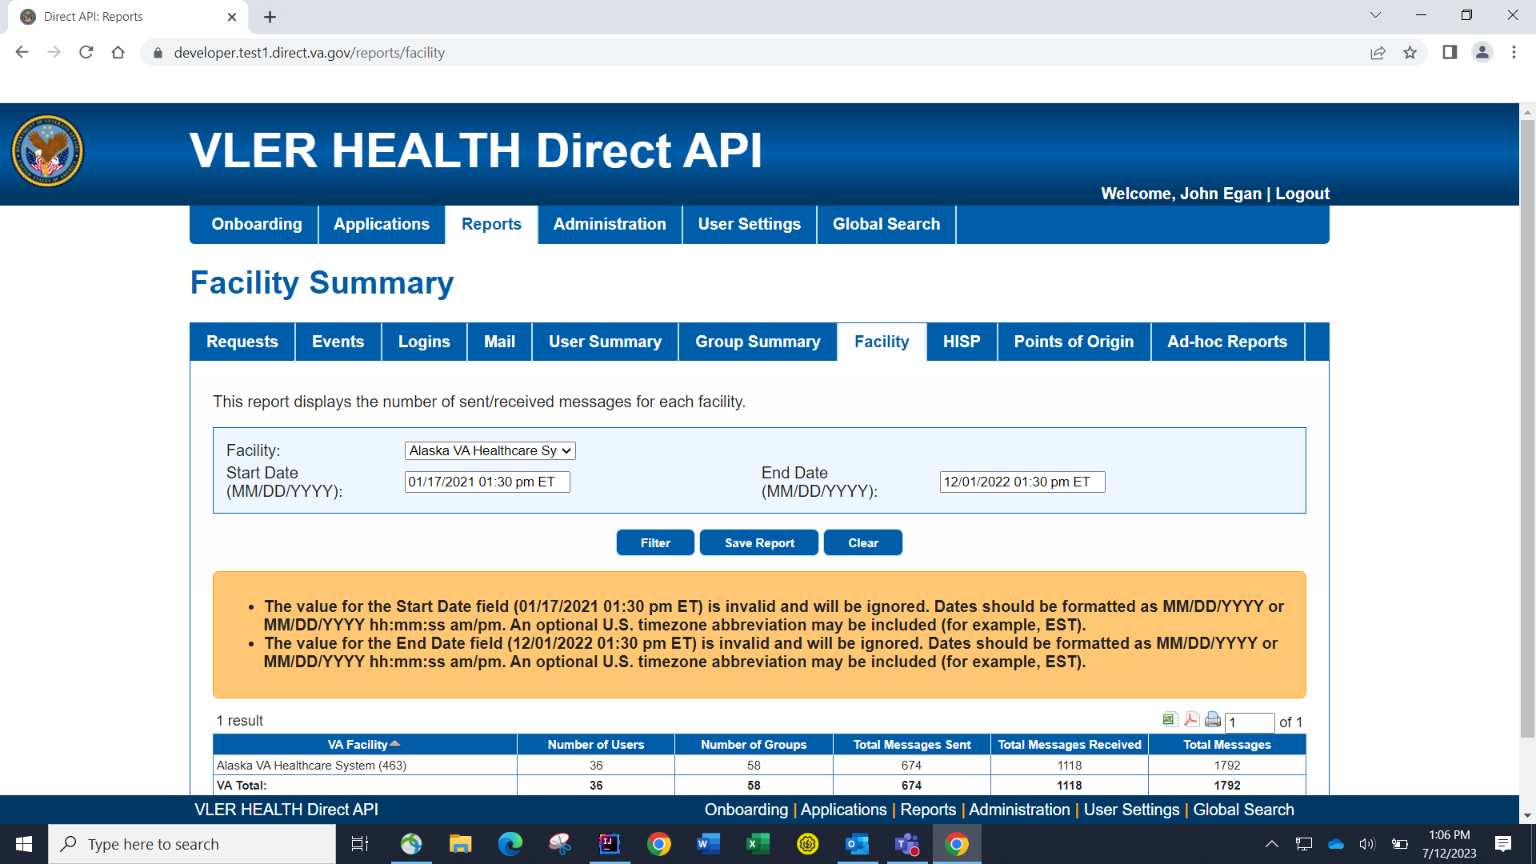 Direct API: Reports
developer.test1.direct.va.gov/reports/facility
VLER HEALTH Direct API
Welcome, John Egan | Logout
Onboarding Applications Reports Administration User Settings Global Search
Facility Summary
Requests Events Logins Mail User Summary Group Summary Facility HISP Points of Origin Ad-hoc Reports
This report displays the number of sent/received messages for each facility.
Facility: Alaska VA Healthcare Sy
Start Date (MM/DD/YYYY): 01/17/2021 01:30 pm ET End Date (MM/DD/YYYY): 12/01/2022 01:30 pm ET
Filter Save Report Clear
• The value for the Start Date field (01/17/2021 01:30 pm ET) is invalid and will be ignored. Dates should be formatted as MM/DD/YYYY or
MM/DD/YYYY hh:mm:ss am/pm. An optional U.S. timezone abbreviation may be included (for example, EST).
• The value for the End Date field (12/01/2022 01:30 pm ET) is invalid and will be ignored. Dates should be formatted as MM/DD/YYYY or
MM/DD/YYYY hh:mm:ss am/pm. An optional U.S. timezone abbreviation may be included (for example, EST).
1 result 1 of 1
VA Facility Number of Users Number of Groups Total Messages Sent Total Messages Received Total Messages
Alaska VA Healthcare System (463) 36 58 674 1118 1792
VA Total: 36 58 674 1118 1792
VLER HEALTH Direct API Onboarding | Applications | Reports | Administration | User Settings | Global Search
Type here to search
1:06 PM
7/12/2023